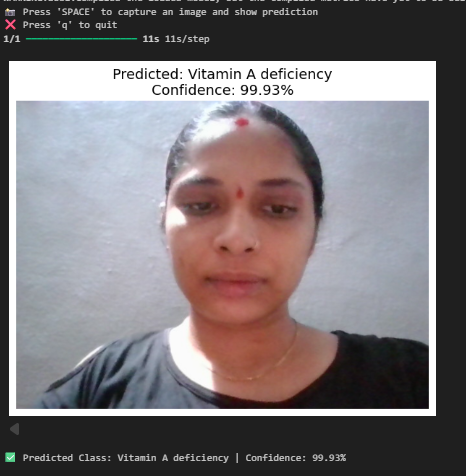 Press 'SPACE' to capture an image and show prediction
Press 'q' to quit
1/1 ━━━━━━━━━━━━━━━━━━━━ 11s 11s/step
Predicted: Vitamin A deficiency
Confidence: 99.93%
Predicted Class: Vitamin A deficiency | Confidence: 99.93%